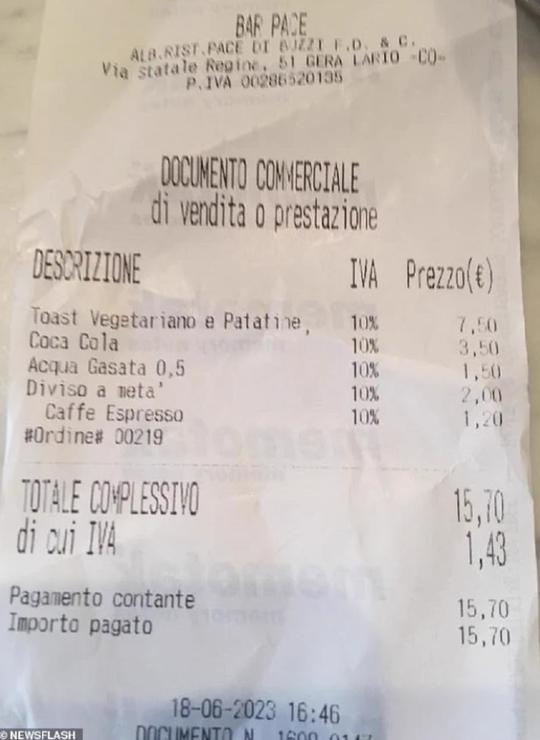 BAR PACE
ALB.RIST.PACE DI BUZZI F.D. & C.
Via Statale Regina, 51 GERA LARIO -CO-
P.IVA 00286520135
DOCUMENTO COMMERCIALE
di vendita o prestazione
DESCRIZIONE IVA Prezzo(€)
Toast Vegetariano e Patatine, 10% 7,50
Coca Cola 10% 3,50
Acqua Gasata 0,5 10% 1,50
Diviso a meta' 10% 2,00
Caffe Espresso 10% 1,20
#Ordine# 00219
TOTALE COMPLESSIVO 15,70
di cui IVA 1,43
Pagamento contante 15,70
Importo pagato 15,70
18-06-2023 16:46
DOCUMENTO N.
© NEWSFLASH